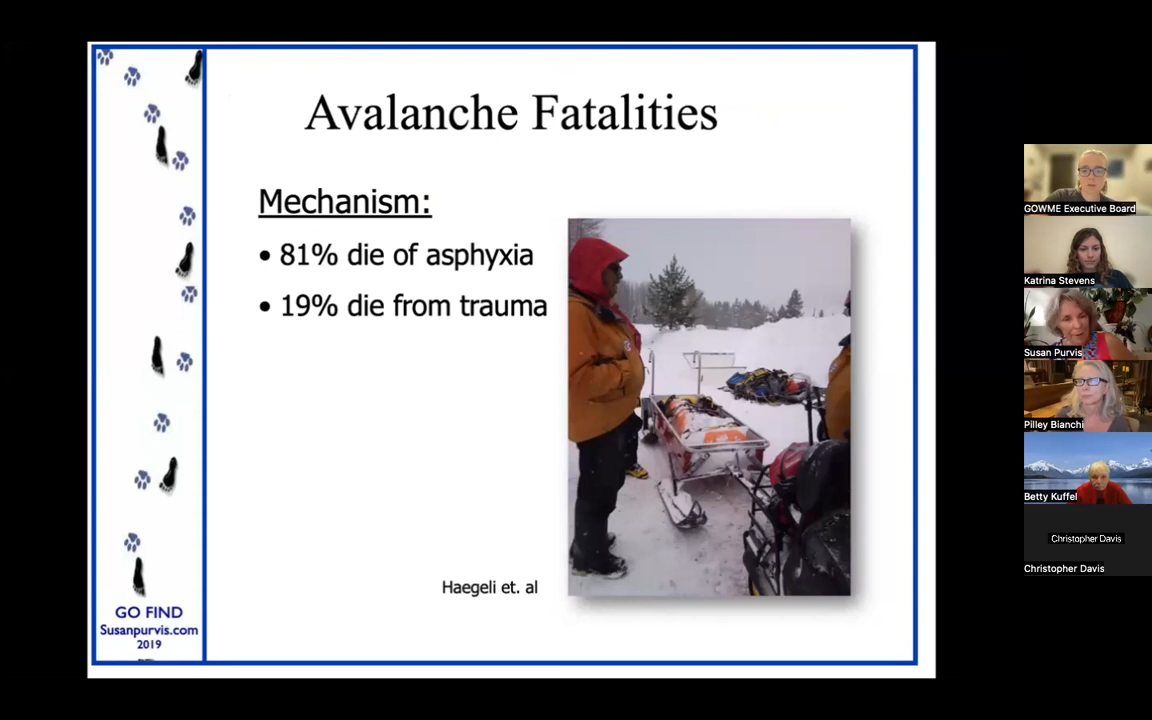 Avalanche Fatalities
Mechanism:
• 81% die of asphyxia
• 19% die from trauma
Haegeli et. al
GO FIND
Susanpurvis.com
2019
GOWME Executive Board
Katrina Stevens
Susan Purvis
Pilley Bianchi
Betty Kuffel
Christopher Davis
Christopher Davis